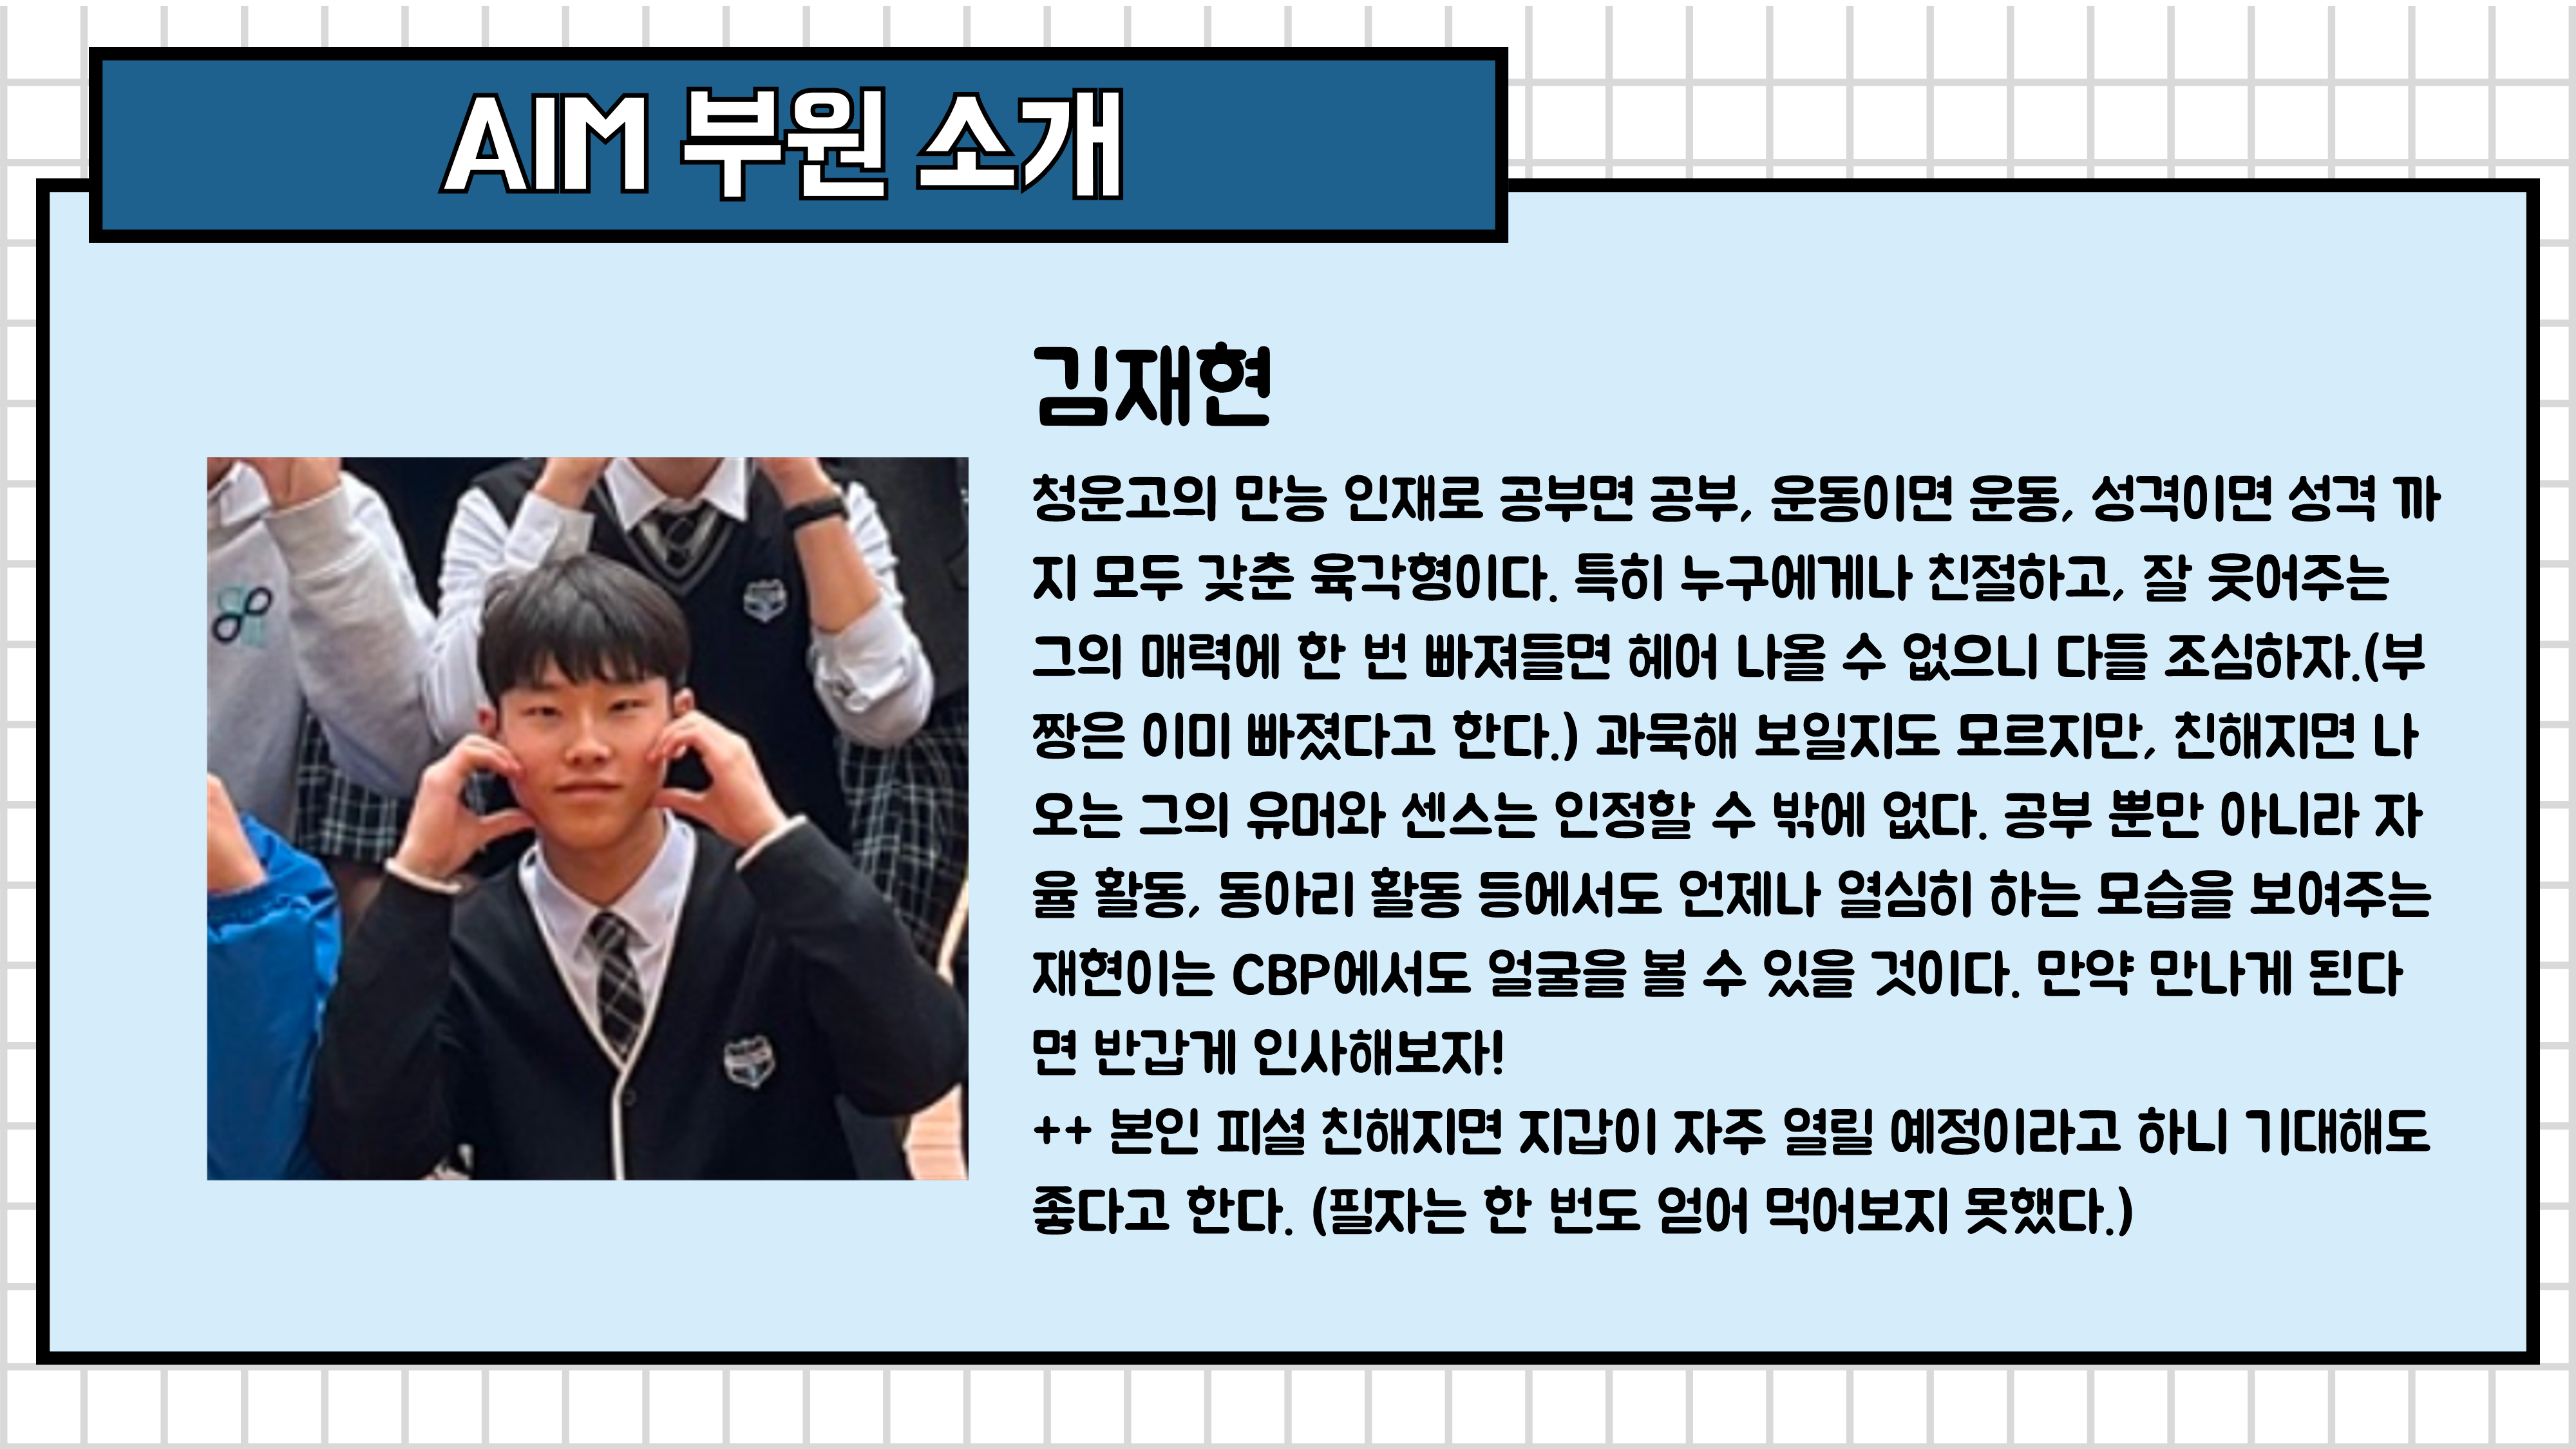 AIM 부원 소개
김재현
청운고의 만능 인재로 공부면 공부, 운동이면 운동, 성격이면 성격 까
지 모두 갖춘 육각형이다. 특히 누구에게나 친절하고, 잘 웃어주는
그의 매력에 한 번 빠져들면 헤어 나올 수 없으니 다들 조심하자.(부
짱은 이미 빠졌다고 한다.) 과묵해 보일지도 모르지만, 친해지면 나
오는 그의 유머와 센스는 인정할 수 밖에 없다. 공부 뿐만 아니라 자
율 활동, 동아리 활동 등에서도 언제나 열심히 하는 모습을 보여주는
재현이는 CBP에서도 얼굴을 볼 수 있을 것이다. 만약 만나게 된다
면 반갑게 인사해보자!
++ 본인 피셜 친해지면 지갑이 자주 열릴 예정이라고 하니 기대해도
좋다고 한다. (필자는 한 번도 얻어 먹어보지 못했다.)